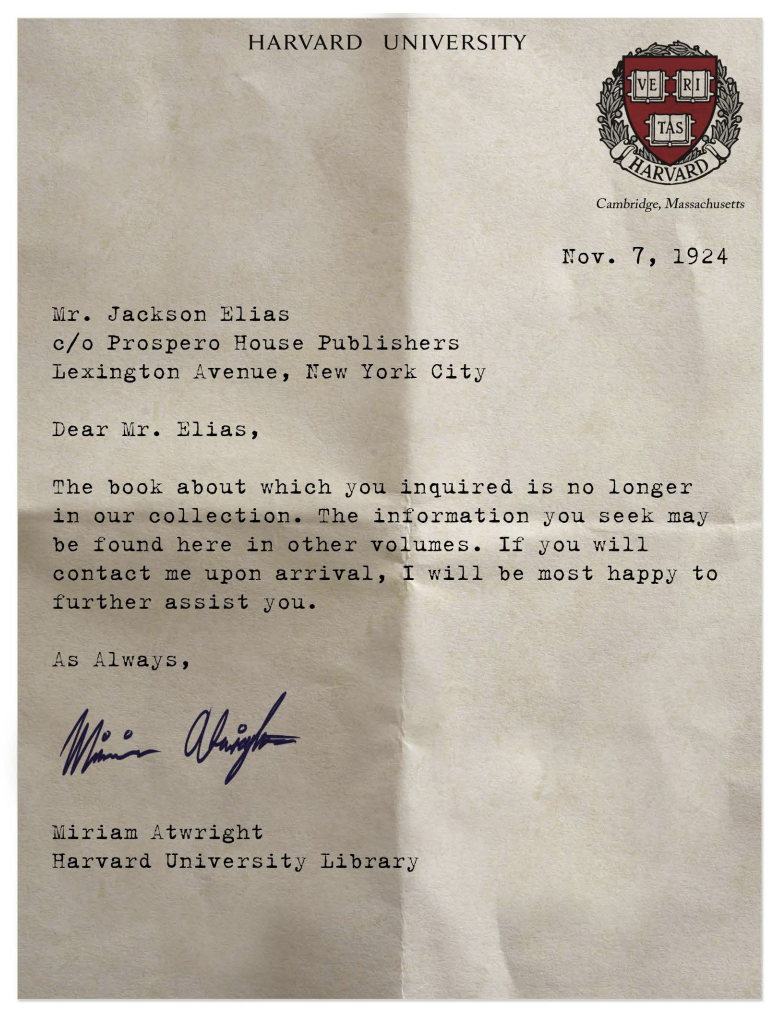 HARVARD UNIVERSITY
VE RI
TAS
HARVARD
Cambridge, Massachusetts
Nov. 7, 1924
Mr. Jackson Elias
c/o Prospero House Publishers
Lexington Avenue, New York City
Dear Mr. Elias,
The book about which you inquired is no longer
in our collection. The information you seek may
be found here in other volumes. If you will
contact me upon arrival, I will be most happy to
further assist you.
As Always,
Miriam Atwright
Miriam Atwright
Harvard University Library